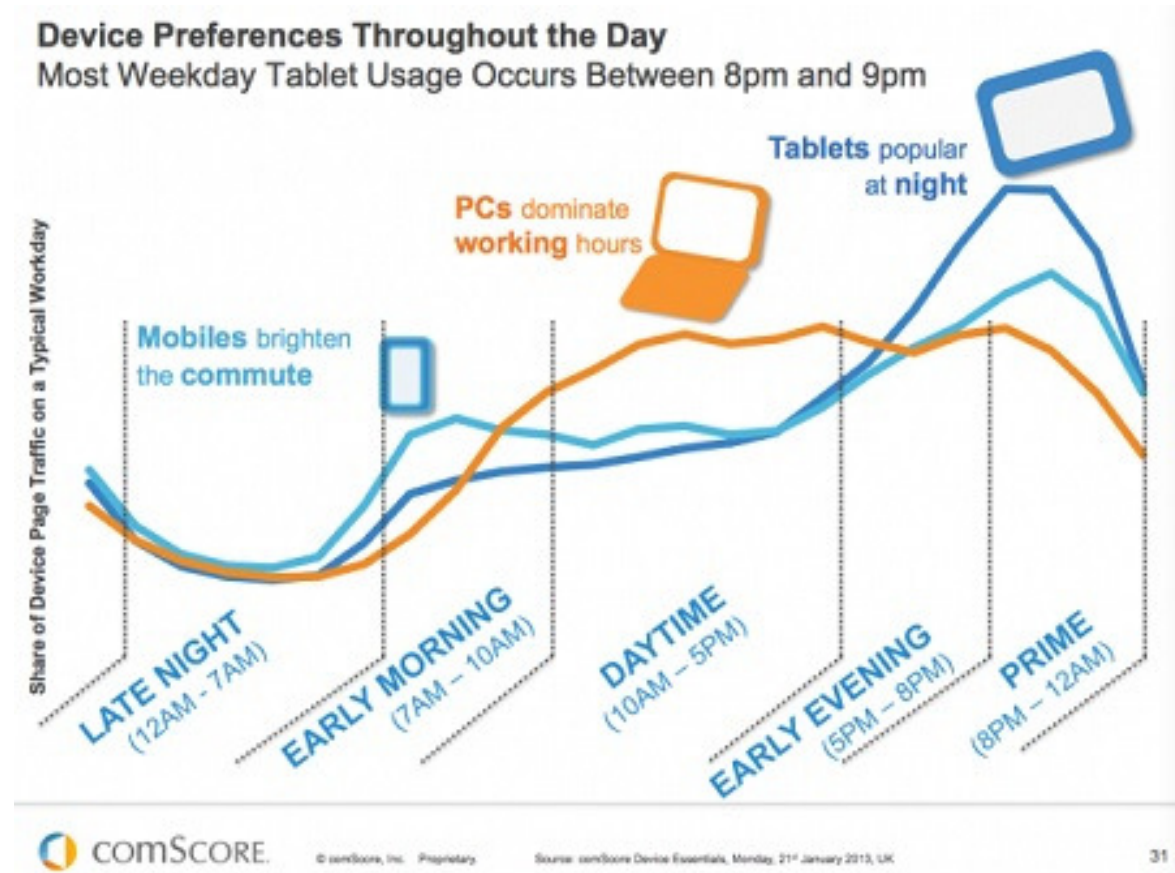 Device Preferences Throughout the Day
Most Weekday Tablet Usage Occurs Between 8pm and 9pm
Tablets popular
at night
PCs dominate
working hours
Mobiles brighten
the commute
Share of Device Page Traffic on a Typical Workday
LATE NIGHT
(12AM - 7AM)
EARLY MORNING
(7AM – 10AM)
DAYTIME
(10AM – 5PM)
EARLY EVENING
(5PM – 8PM)
PRIME
(8PM – 12AM)
comSCORE.
© comScore, Inc. Proprietary.
Source: comScore Device Essentials, Monday, 21st January 2013, UK
31